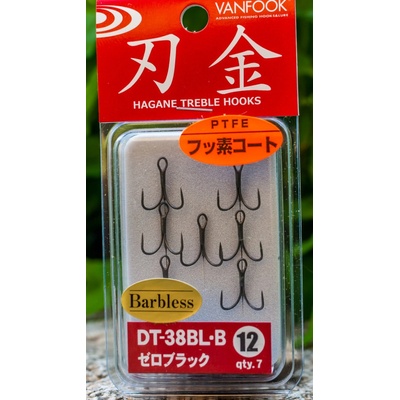 VANFOOK
ADVANCED FISHING HOOK DELUXE
刃金
HAGANE TREBLE HOOKS
PTFE
フッ素コート
Barbless
DT-38BL・B
ゼロブラック
12
qty.7